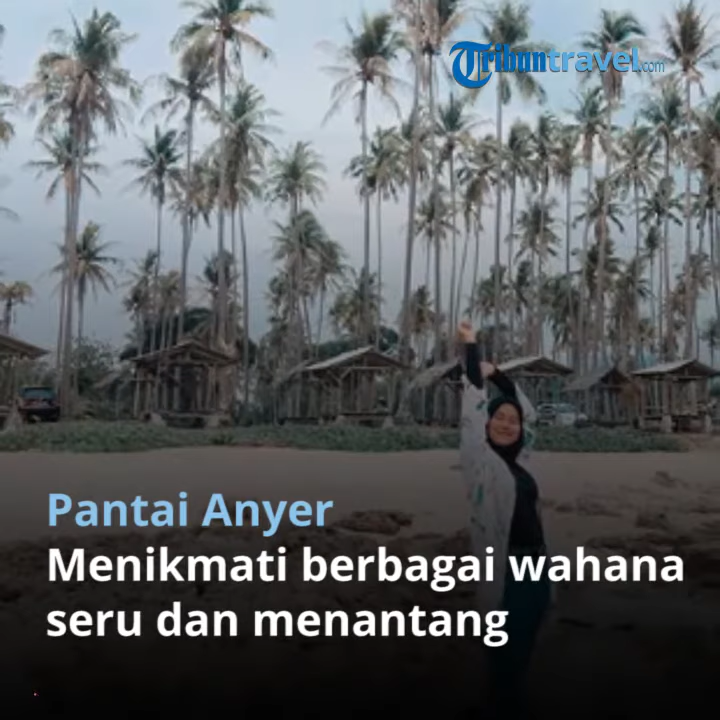 Tribuntravel.com
Pantai Anyer
Menikmati berbagai wahana
seru dan menantang